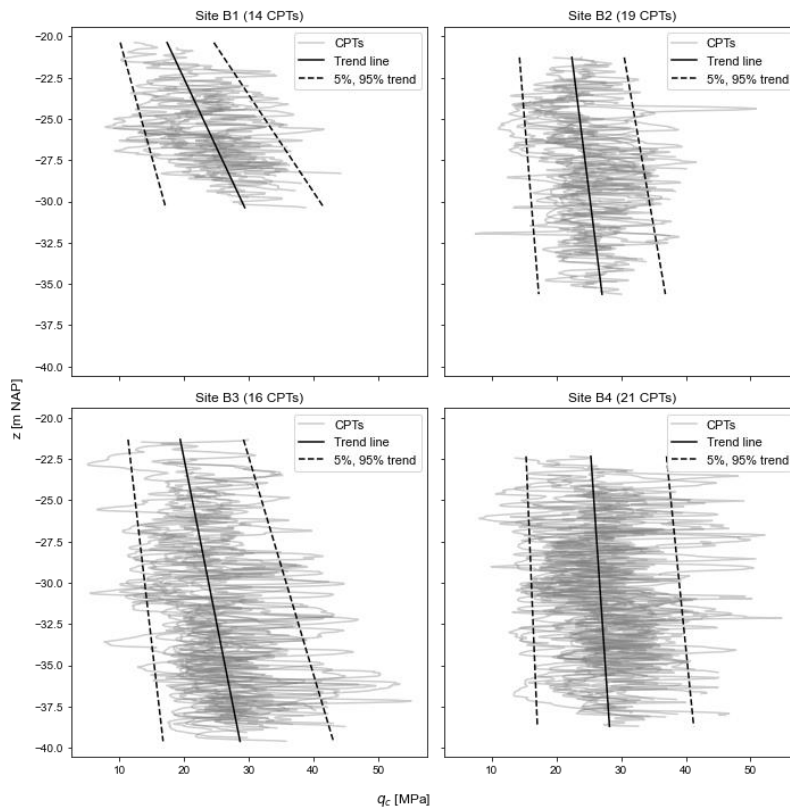 Site B1 (14 CPTs)
−20.0
−22.5
−25.0
−27.5
−30.0
−32.5
−35.0
−37.5
−40.0
CPTs
Trend line
5%, 95% trend
Site B2 (19 CPTs)
CPTs
Trend line
5%, 95% trend
z [m NAP]
Site B3 (16 CPTs)
−20.0
−22.5
−25.0
−27.5
−30.0
−32.5
−35.0
−37.5
−40.0
CPTs
Trend line
5%, 95% trend
10 20 30 40 50
Site B4 (21 CPTs)
CPTs
Trend line
5%, 95% trend
10 20 30 40 50
qc [MPa]